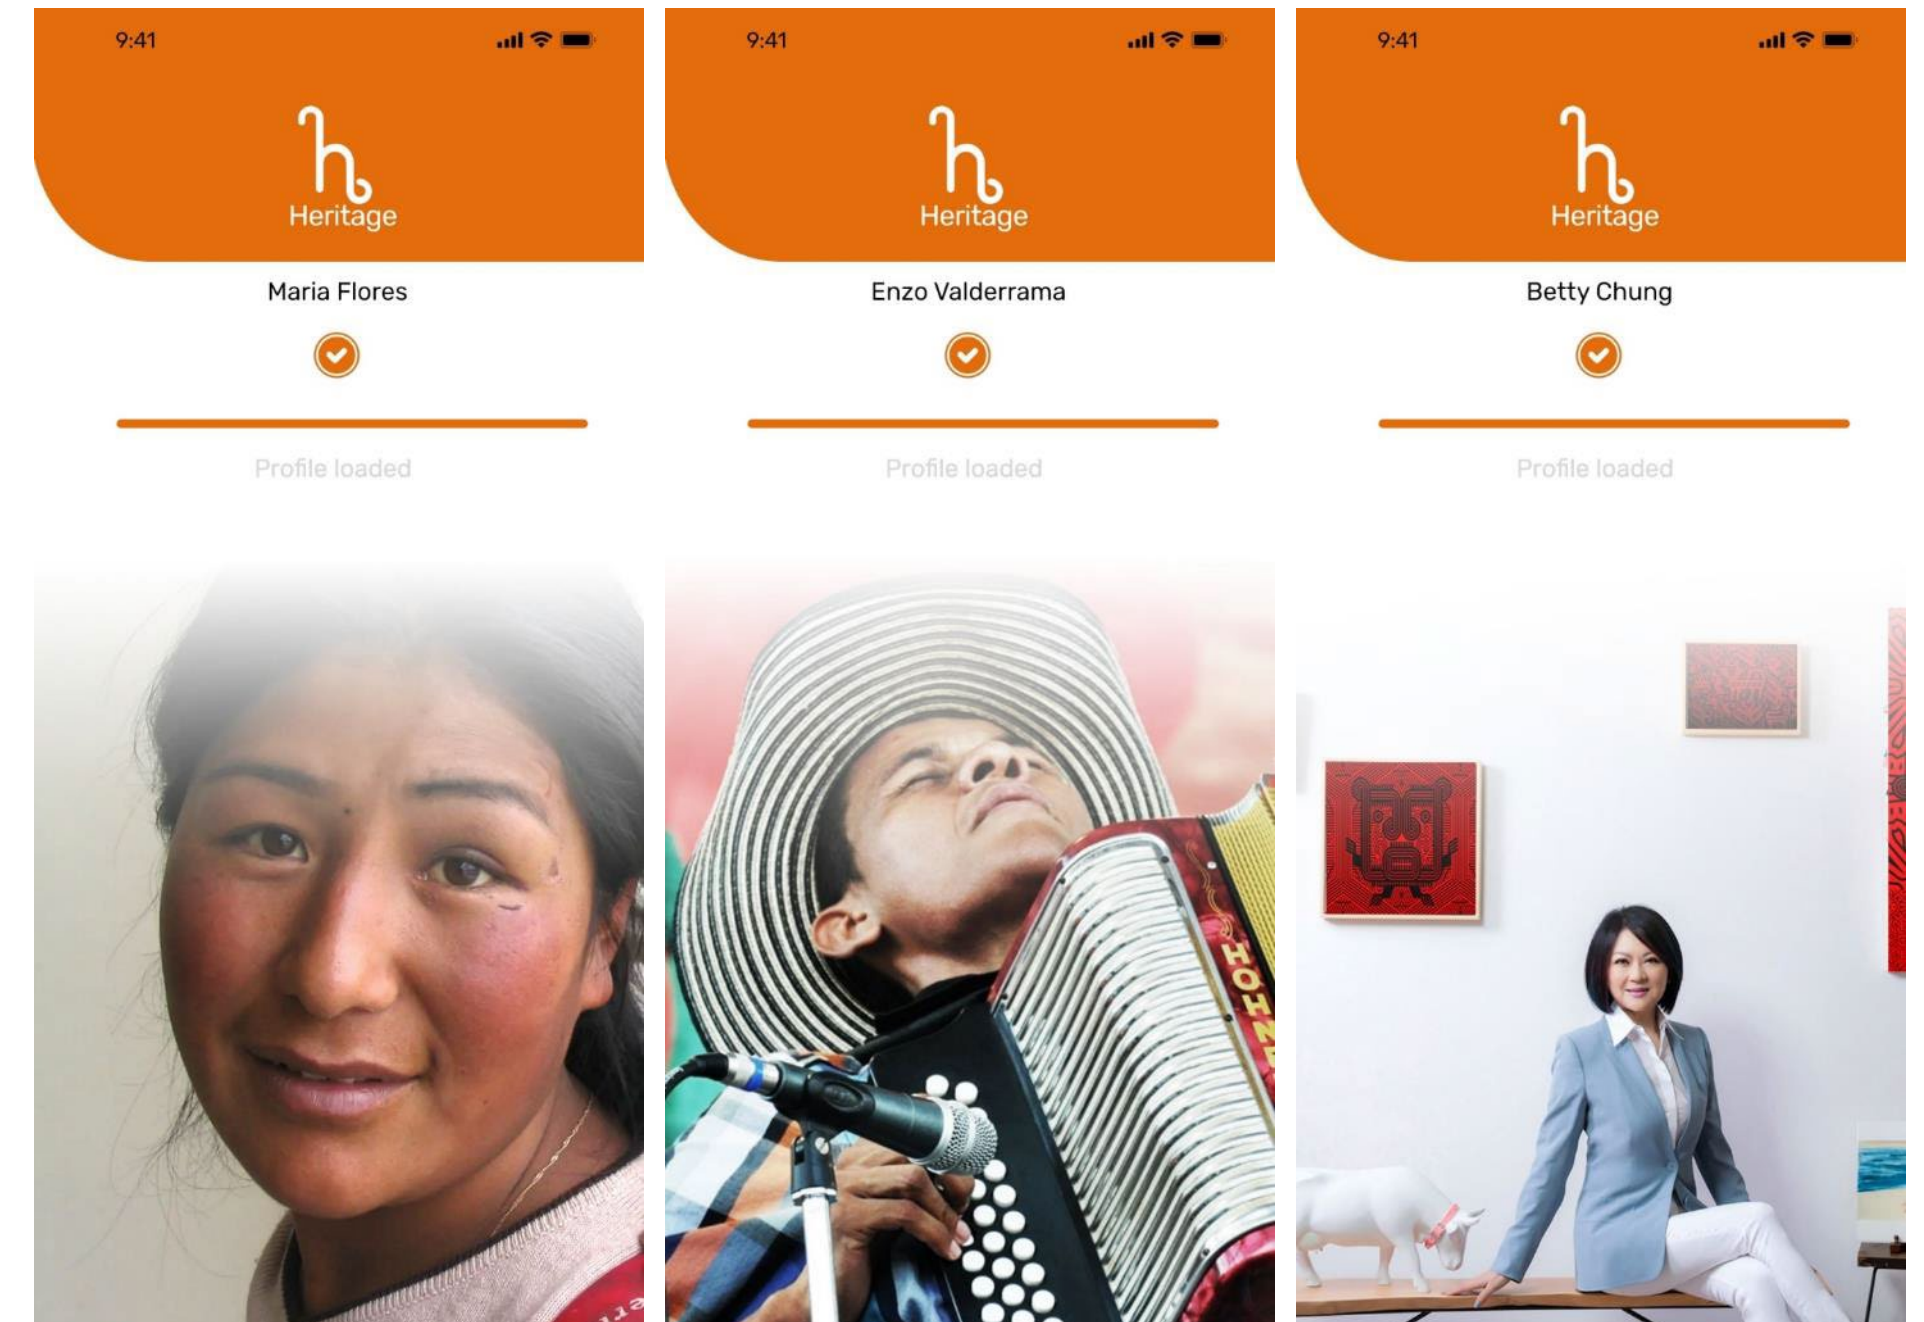 9:41
Heritage
Maria Flores
Profile loaded
9:41
Heritage
Enzo Valderrama
Profile loaded
HOHNE
9:41
Heritage
Betty Chung
Profile loaded